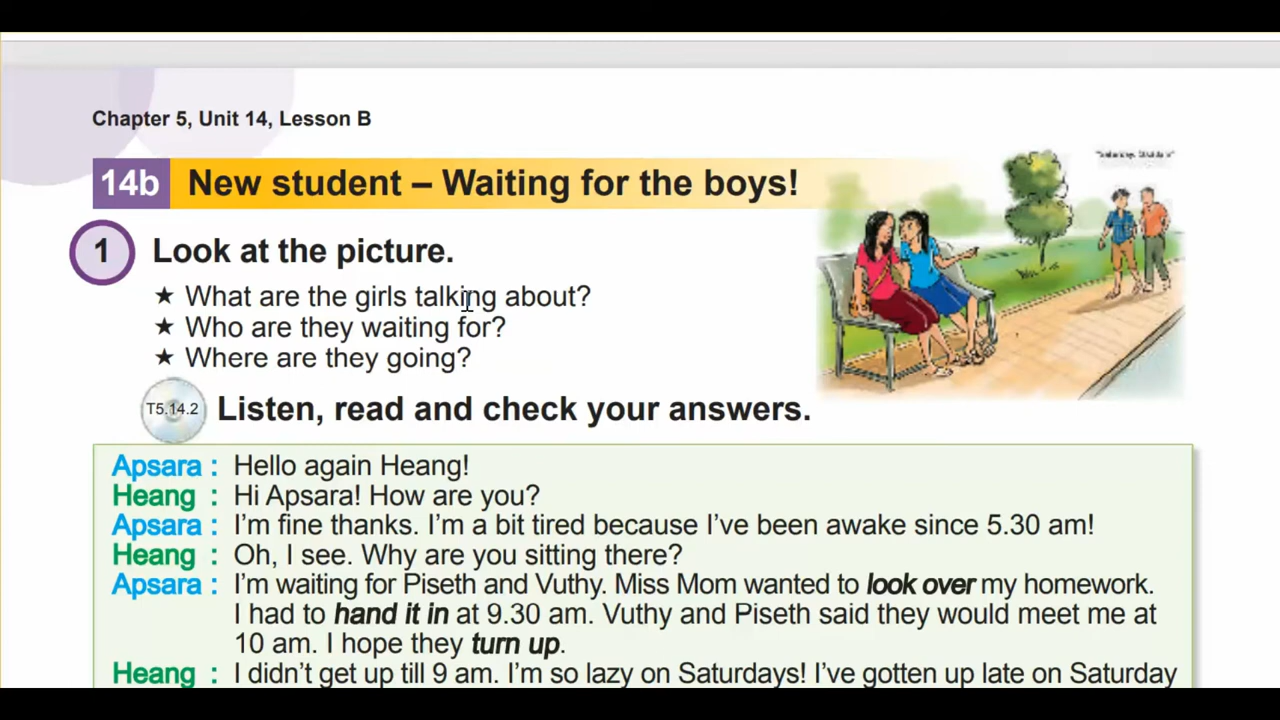 Chapter 5, Unit 14, Lesson B
14b New student – Waiting for the boys!
1 Look at the picture.
★ What are the girls talking about?
★ Who are they waiting for?
★ Where are they going?
T5.14.2 Listen, read and check your answers.
Apsara : Hello again Heang!
Heang : Hi Apsara! How are you?
Apsara : I'm fine thanks. I'm a bit tired because I've been awake since 5.30 am!
Heang : Oh, I see. Why are you sitting there?
Apsara : I'm waiting for Piseth and Vuthy. Miss Mom wanted to look over my homework.
I had to hand it in at 9.30 am. Vuthy and Piseth said they would meet me at
10 am. I hope they turn up.
Heang : I didn't get up till 9 am. I'm so lazy on Saturdays! I've gotten up late on Saturday